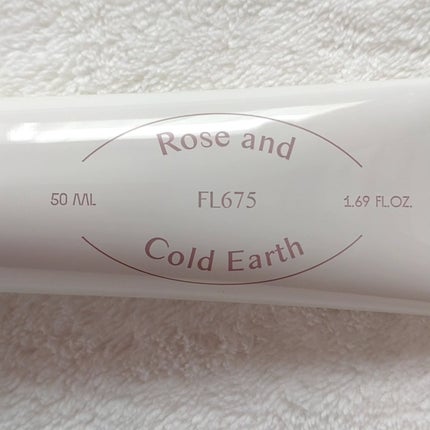 Rose and
50 ML FL675 1.69 FL.OZ.
Cold Earth